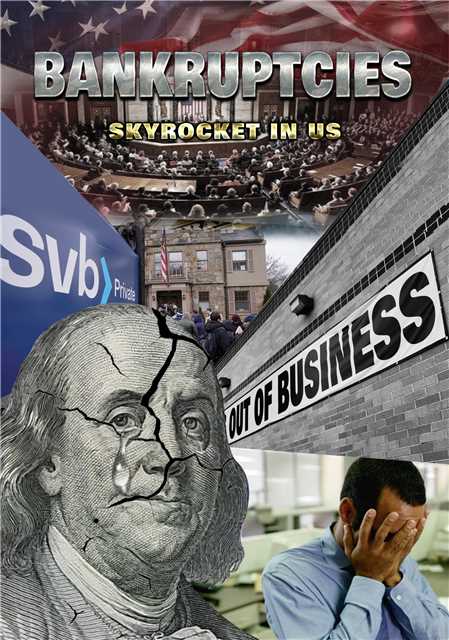 BANKRUPTCIES
SKYROCKET IN US
svb
Private
OUT OF BUSINESS